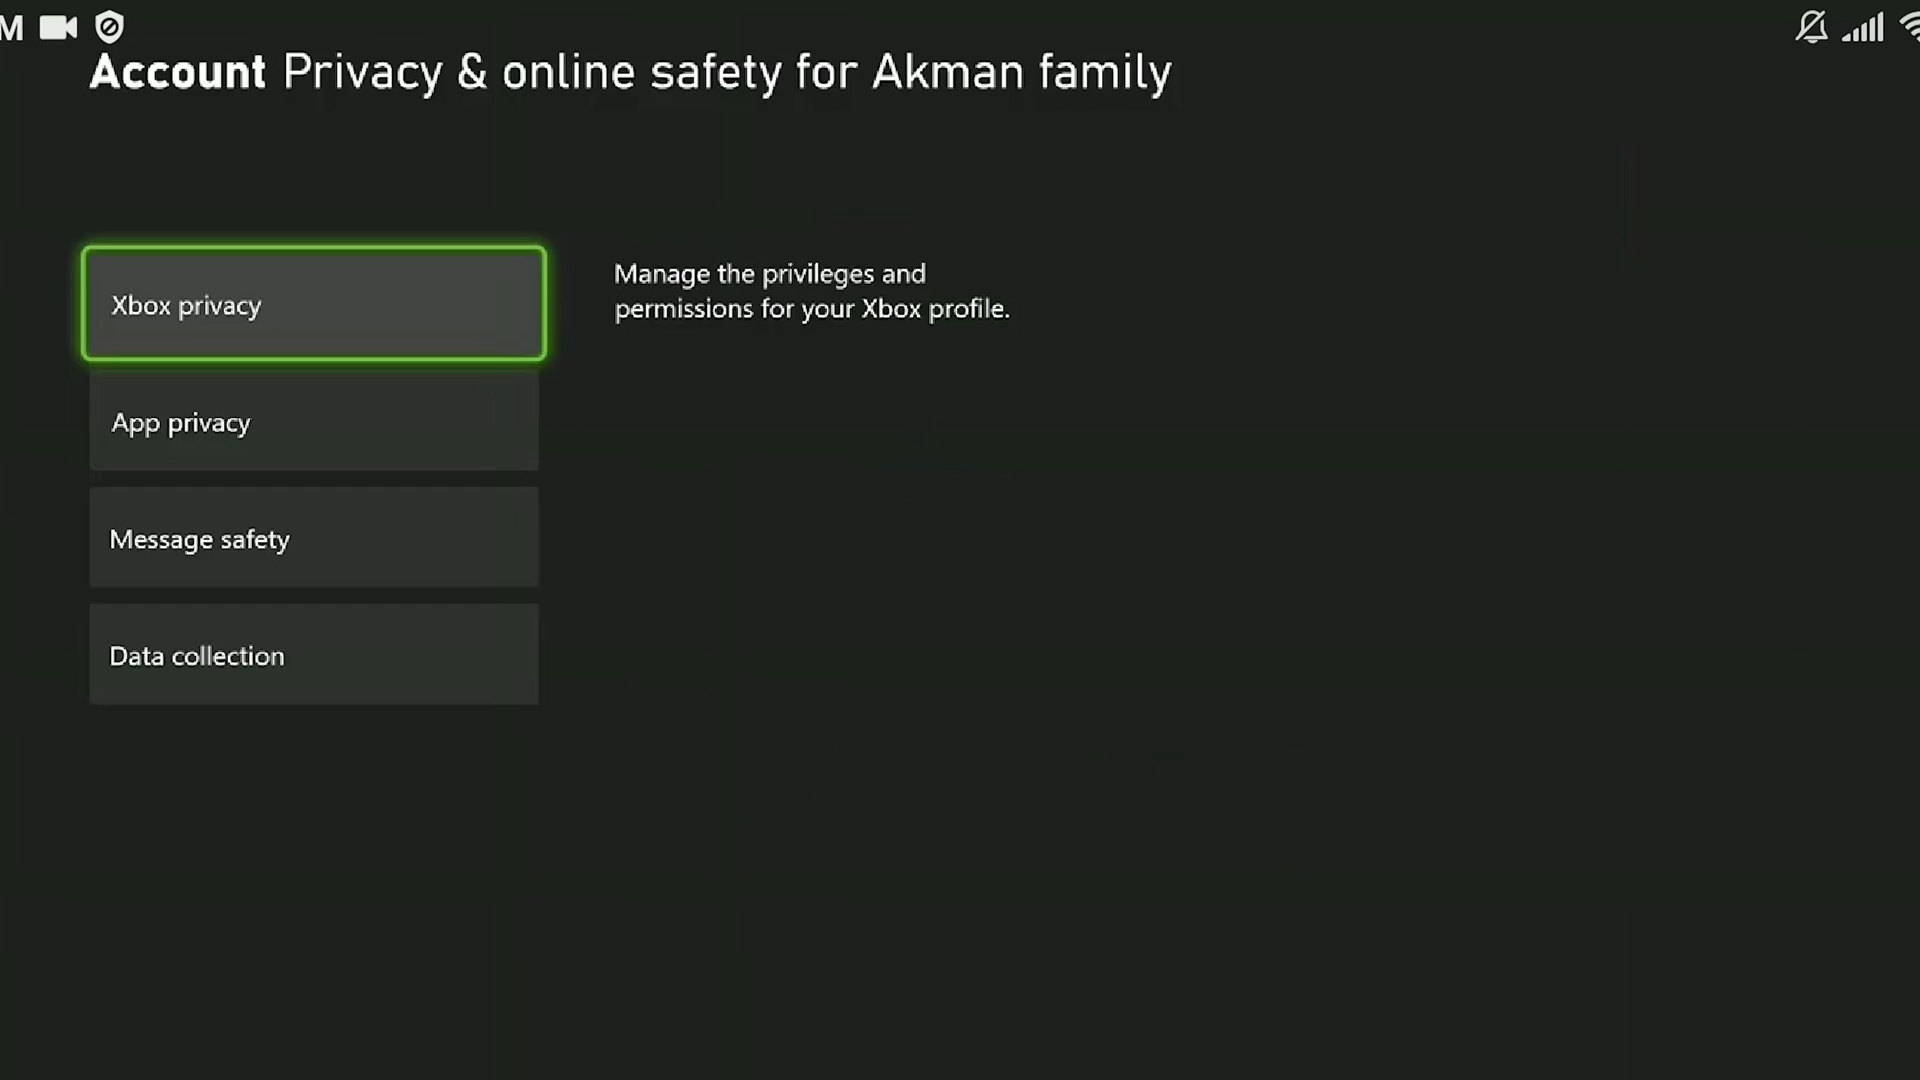 M
Account Privacy & online safety for Akman family
Xbox privacy
Manage the privileges and
permissions for your Xbox profile.
App privacy
Message safety
Data collection